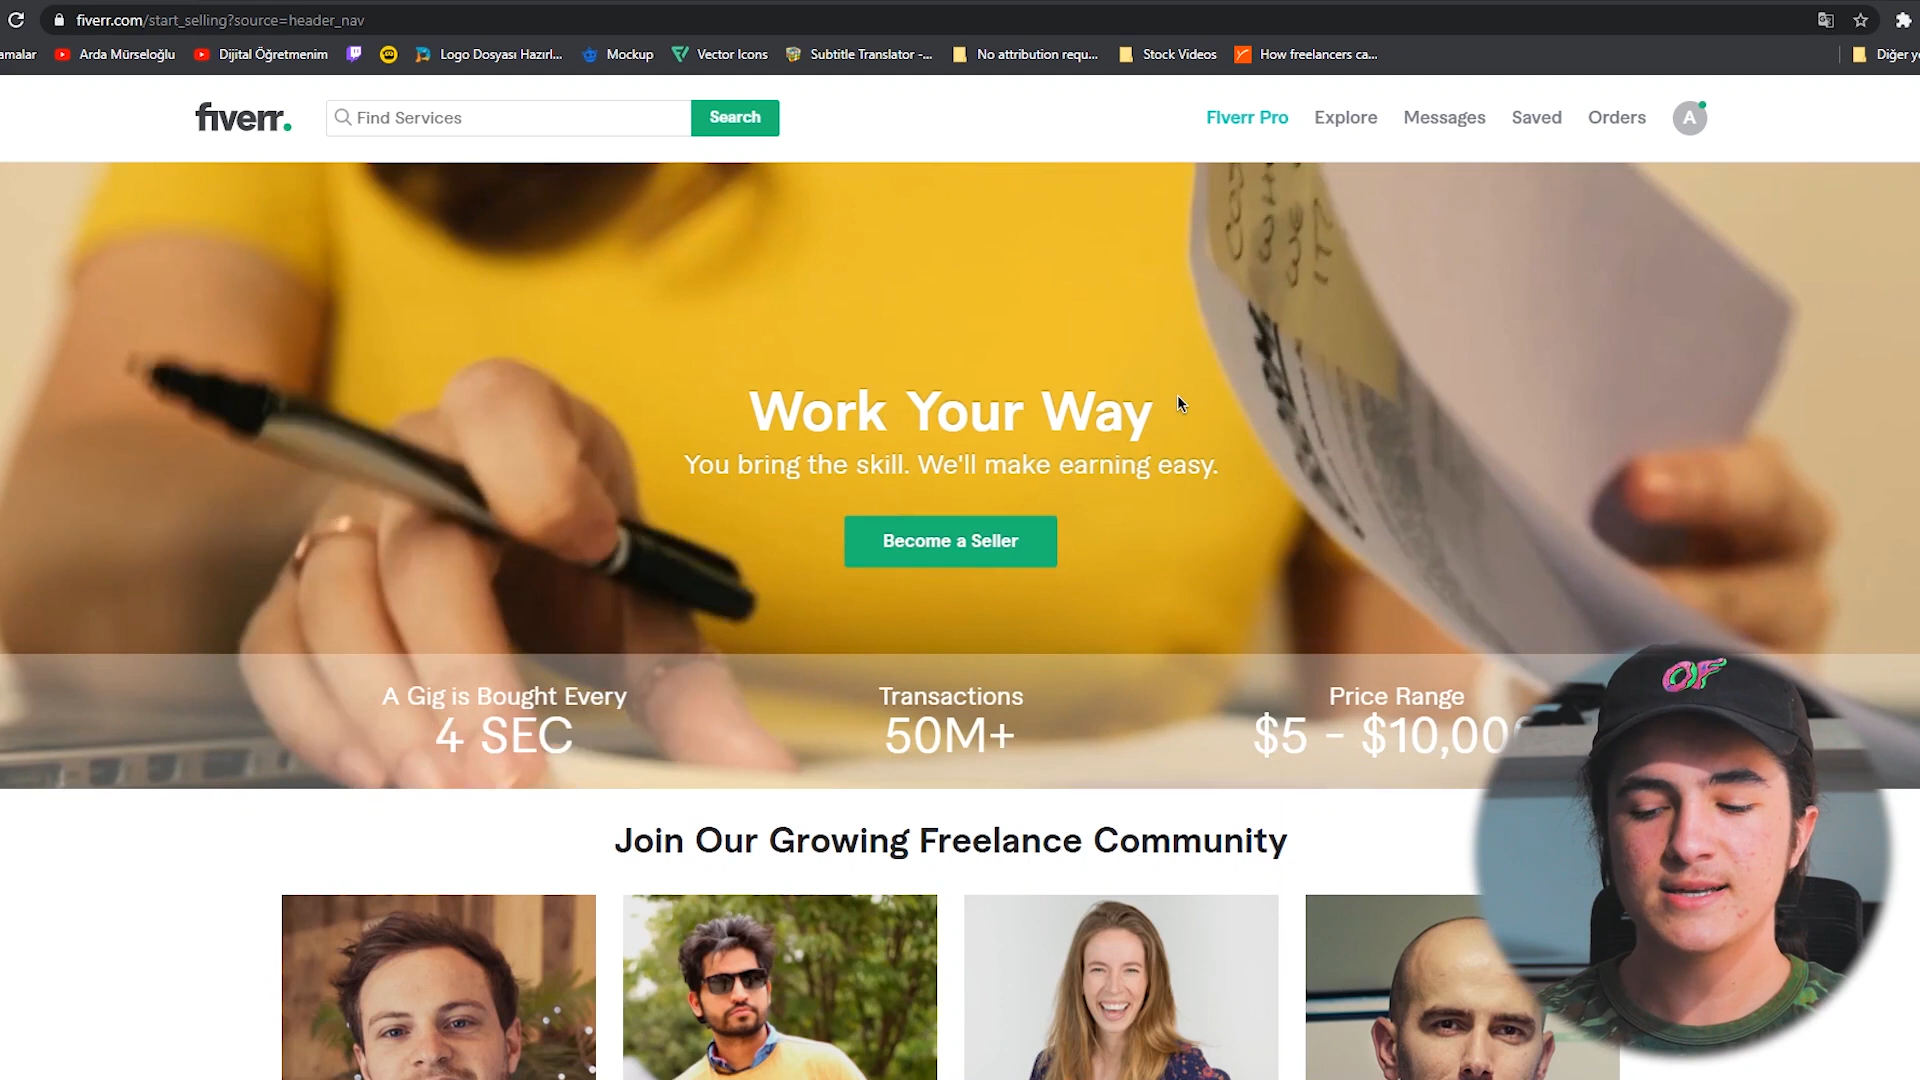 fiverr.com/start_selling?source=header_nav
amalar
Arda Mürseloğlu
Dijital Öğretmenim
Logo Dosyası Hazırl...
Mockup
Vector Icons
Subtitle Translator -...
No attribution requ...
Stock Videos
How freelancers ca...
Diğer ye
fiverr.
Find Services
Search
Fiverr Pro
Explore
Messages
Saved
Orders
A
Work Your Way
You bring the skill. We'll make earning easy.
Become a Seller
A Gig is Bought Every
4 SEC
Transactions
50M+
Price Range
$5 - $10,000
OF
Join Our Growing Freelance Community